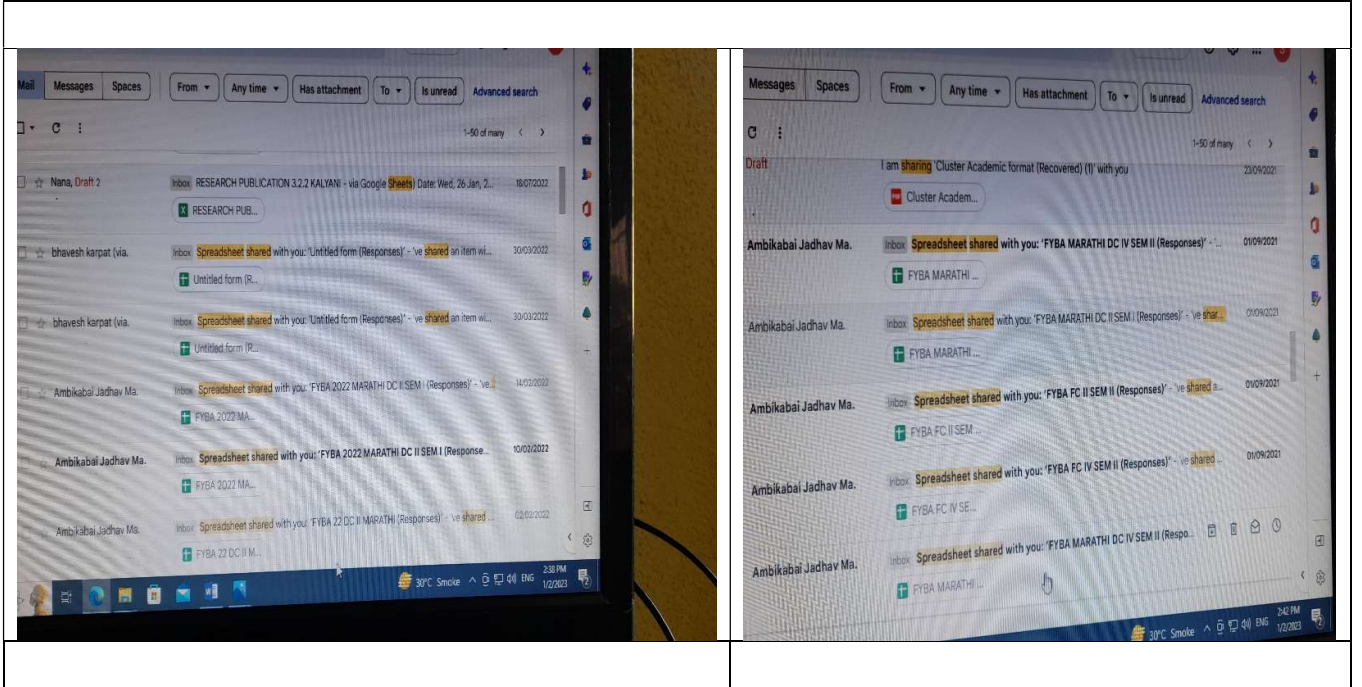 Mail Messages Spaces From Any time Has attachment To Is unread Advanced search
1-50 of many
Nana, Draft 2 Inbox RESEARCH PUBLICATION 3.2.2 KALYANI - via Google Sheets) Date: Wed, 26 Jan, 2... 18/07/2022
RESEARCH PUB...
bhavesh karpat (via. Inbox Spreadsheet shared with you: 'Untitled form (Responses)' - 've shared an item wi... 30/03/2022
Untitled form (R...
bhavesh karpat (via. Inbox Spreadsheet shared with you: 'Untitled form (Responses)' - 've shared an item wi... 30/03/2022
Untitled form (R...
Ambikabai Jadhav Ma. Inbox Spreadsheet shared with you: 'FYBA 2022 MARATHI DC II SEM I (Responses)' - 've... 14/02/2022
FYBA 2022 MA...
Ambikabai Jadhav Ma. Inbox Spreadsheet shared with you: 'FYBA 2022 MARATHI DC II SEM I (Response... 10/02/2022
FYBA 2022 MA...
Ambikabai Jadhav Ma. Inbox Spreadsheet shared with you: 'FYBA 22 DC II MARATHI (Responses)' - 've shared ... 02/02/2022
FYBA 22 DC II M...
30°C Smoke ENG 2:38 PM
1/2/2023
Messages Spaces From Any time Has attachment To Is unread Advanced search
1-50 of many
Draft I am sharing 'Cluster Academic format (Recovered) (1)' with you 23/09/2021
Cluster Academ...
Ambikabai Jadhav Ma. Inbox Spreadsheet shared with you: 'FYBA MARATHI DC IV SEM II (Responses)' - '... 01/09/2021
FYBA MARATHI ...
Ambikabai Jadhav Ma. Inbox Spreadsheet shared with you: 'FYBA MARATHI DC II SEM I (Responses)' - 've shar... 01/09/2021
FYBA MARATHI ...
Ambikabai Jadhav Ma. Inbox Spreadsheet shared with you: 'FYBA FC II SEM II (Responses)' - 've shared a... 01/09/2021
FYBA FC II SEM...
Ambikabai Jadhav Ma. Inbox Spreadsheet shared with you: 'FYBA FC IV SEM II (Responses)' - 've shared ... 01/09/2021
FYBA FC IV SE...
Ambikabai Jadhav Ma. Inbox Spreadsheet shared with you: 'FYBA MARATHI DC IV SEM II (Respo...
FYBA MARATHI ...
30°C Smoke ENG 2:42 PM
1/2/2023